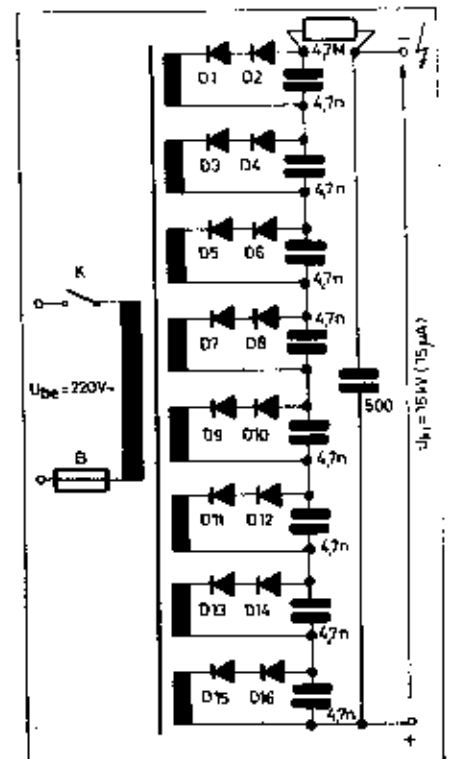 4,7M
D1 D2
4,7n
D3 D4
4,7n
D5 D6
4,7n
K
D7 D8
4,7n
Ube = 220V~
500
D9 D10
4,7n
B
D11 D12
4,7n
D13 D14
4,7n
D15 D16
4,7n
− +